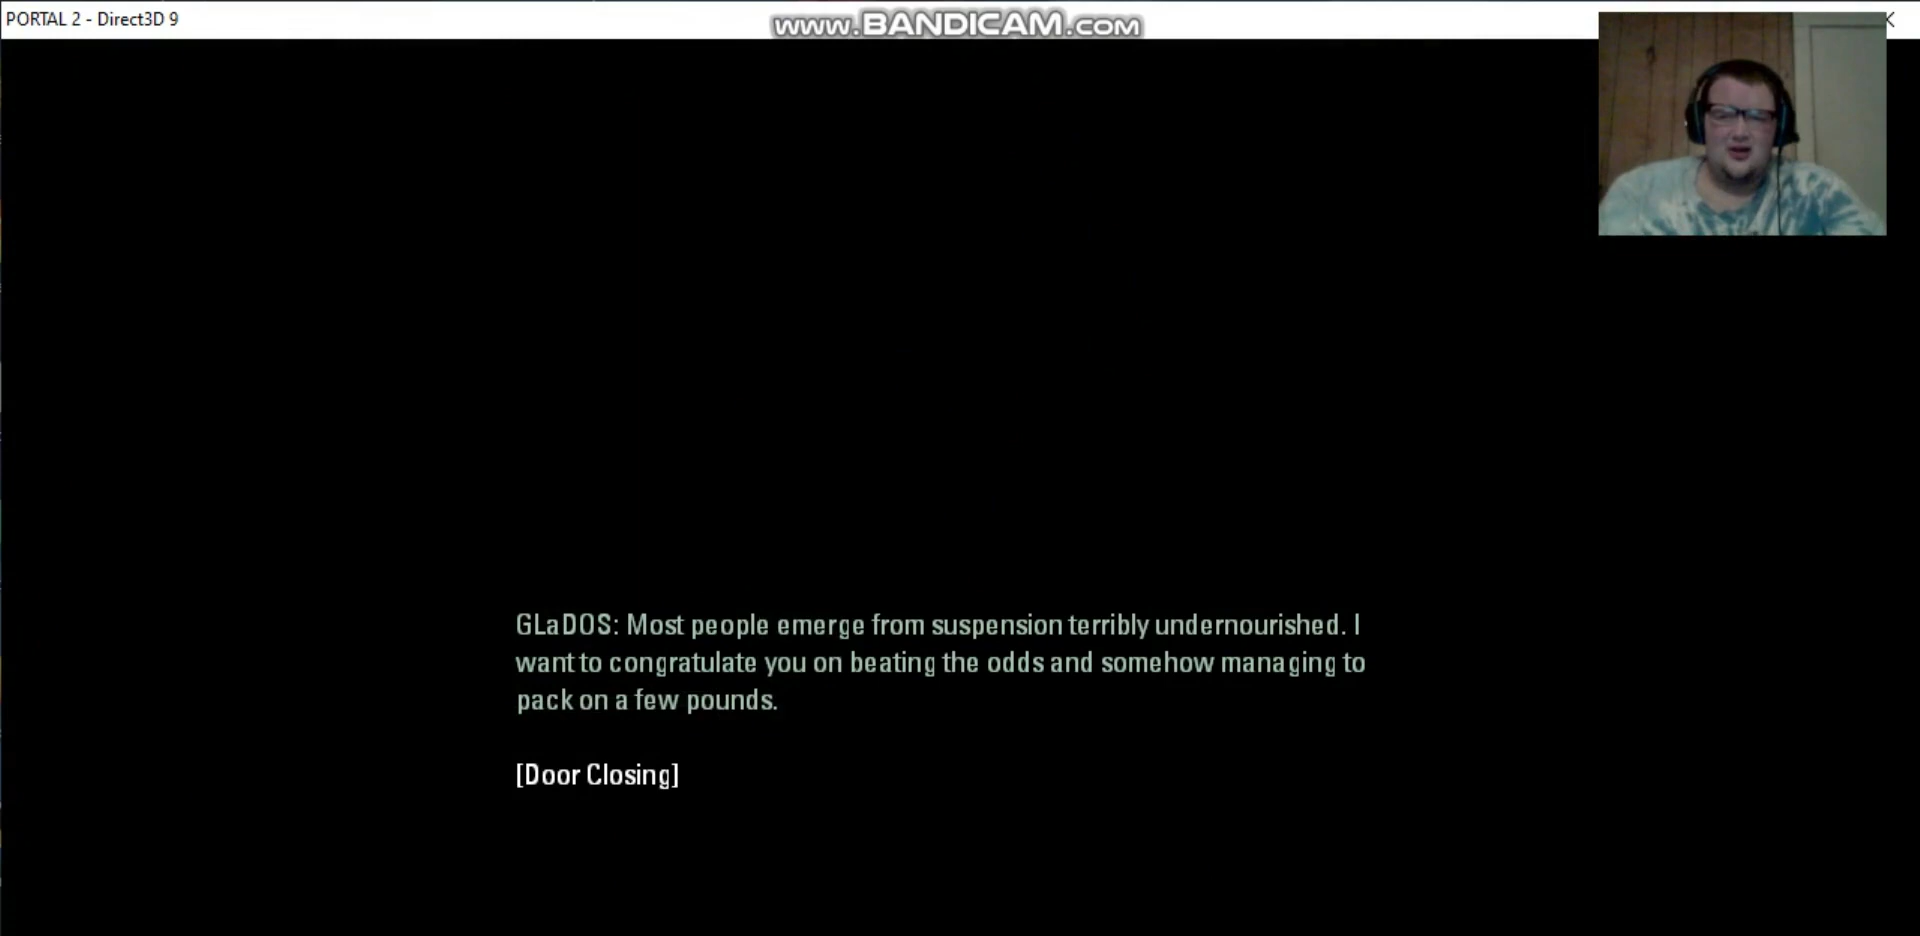 PORTAL 2 - Direct3D 9
www.BANDICAM.com
GLaDOS: Most people emerge from suspension terribly undernourished. I
want to congratulate you on beating the odds and somehow managing to
pack on a few pounds.
[Door Closing]